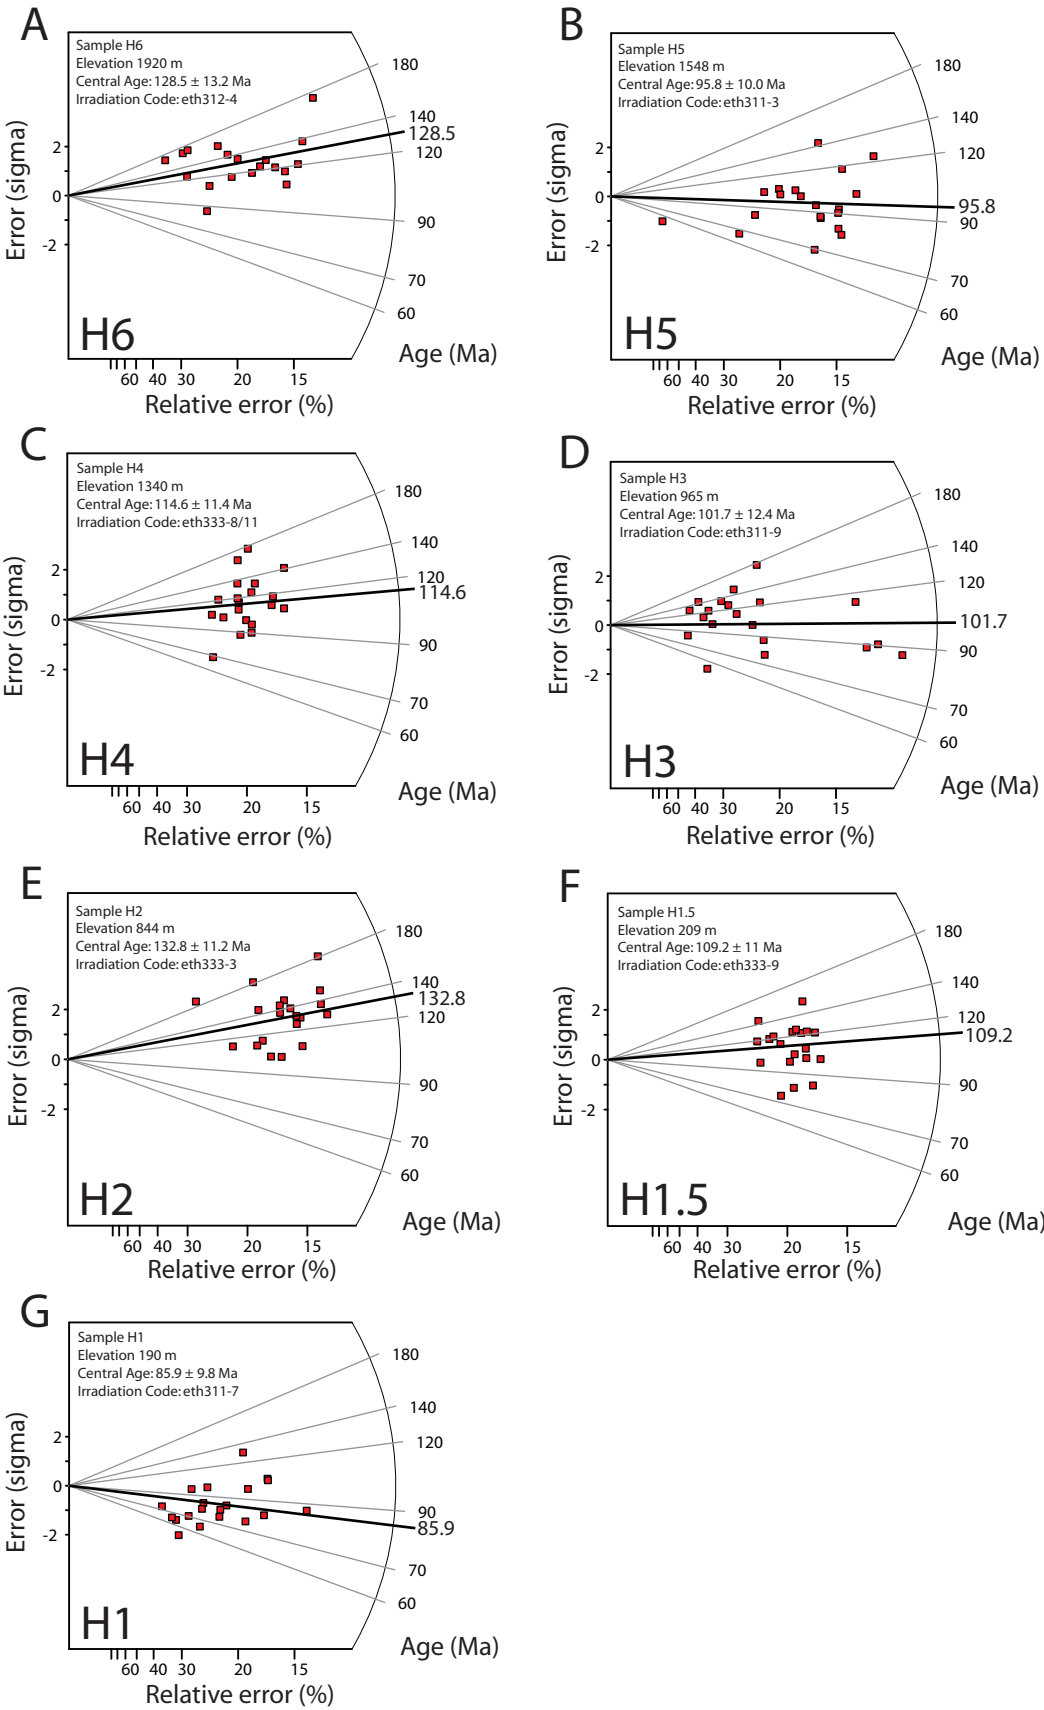 A
Sample H6
Elevation 1920 m
Central Age: 128.5 ± 13.2 Ma
Irradiation Code: eth312-4
180
140
128.5
120
90
70
60
2
0
-2
Error (sigma)
H6
Age (Ma)
60 40 30 20 15
Relative error (%)
B
Sample H5
Elevation 1548 m
Central Age: 95.8 ± 10.0 Ma
Irradiation Code: eth311-3
180
140
120
95.8
90
70
60
2
0
-2
Error (sigma)
H5
Age (Ma)
60 40 30 20 15
Relative error (%)
C
Sample H4
Elevation 1340 m
Central Age: 114.6 ± 11.4 Ma
Irradiation Code: eth333-8/11
180
140
120
114.6
90
70
60
2
0
-2
Error (sigma)
H4
Age (Ma)
60 40 30 20 15
Relative error (%)
D
Sample H3
Elevation 965 m
Central Age: 101.7 ± 12.4 Ma
Irradiation Code: eth311-9
180
140
120
101.7
90
70
60
2
0
-2
Error (sigma)
H3
Age (Ma)
60 40 30 20 15
Relative error (%)
E
Sample H2
Elevation 844 m
Central Age: 132.8 ± 11.2 Ma
Irradiation Code: eth333-3
180
140
132.8
120
90
70
60
2
0
-2
Error (sigma)
H2
Age (Ma)
60 40 30 20 15
Relative error (%)
F
Sample H1.5
Elevation 209 m
Central Age: 109.2 ± 11 Ma
Irradiation Code: eth333-9
180
140
120
109.2
90
70
60
2
0
-2
Error (sigma)
H1.5
Age (Ma)
60 40 30 20 15
Relative error (%)
G
Sample H1
Elevation 190 m
Central Age: 85.9 ± 9.8 Ma
Irradiation Code: eth311-7
180
140
120
90
85.9
70
60
2
0
-2
Error (sigma)
H1
Age (Ma)
60 40 30 20 15
Relative error (%)